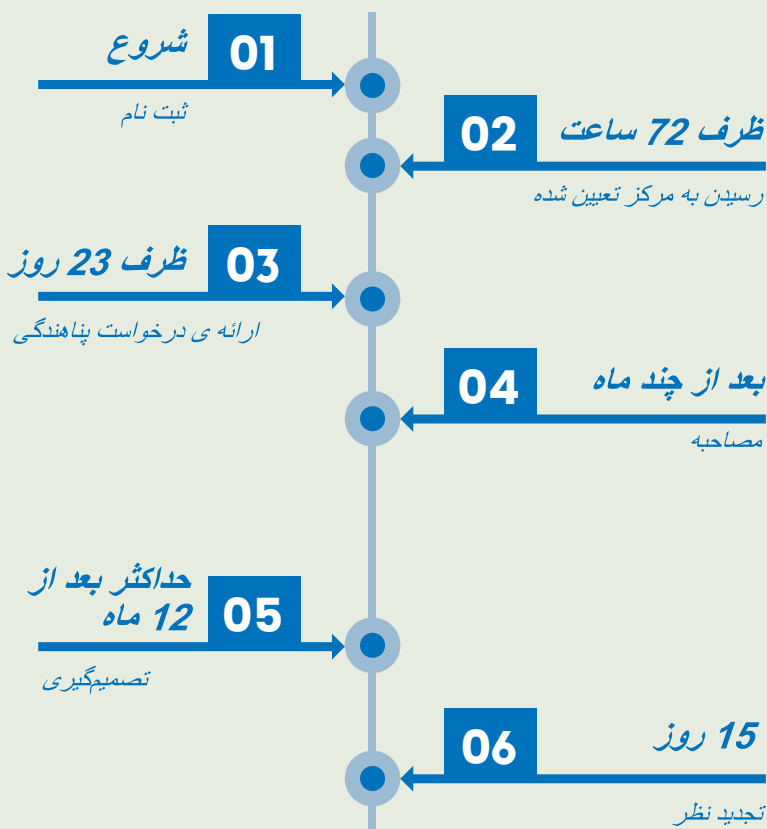 01
شروع
ثبت نام
02
ظرف 72 ساعت
رسیدن به مرکز تعیین شده
03
ظرف 23 روز
ارائه ی درخواست پناهندگی
04
بعد از چند ماه
مصاحبه
05
حداکثر بعد از
12 ماه
تصمیم‌گیری
06
15 روز
تجدید نظر